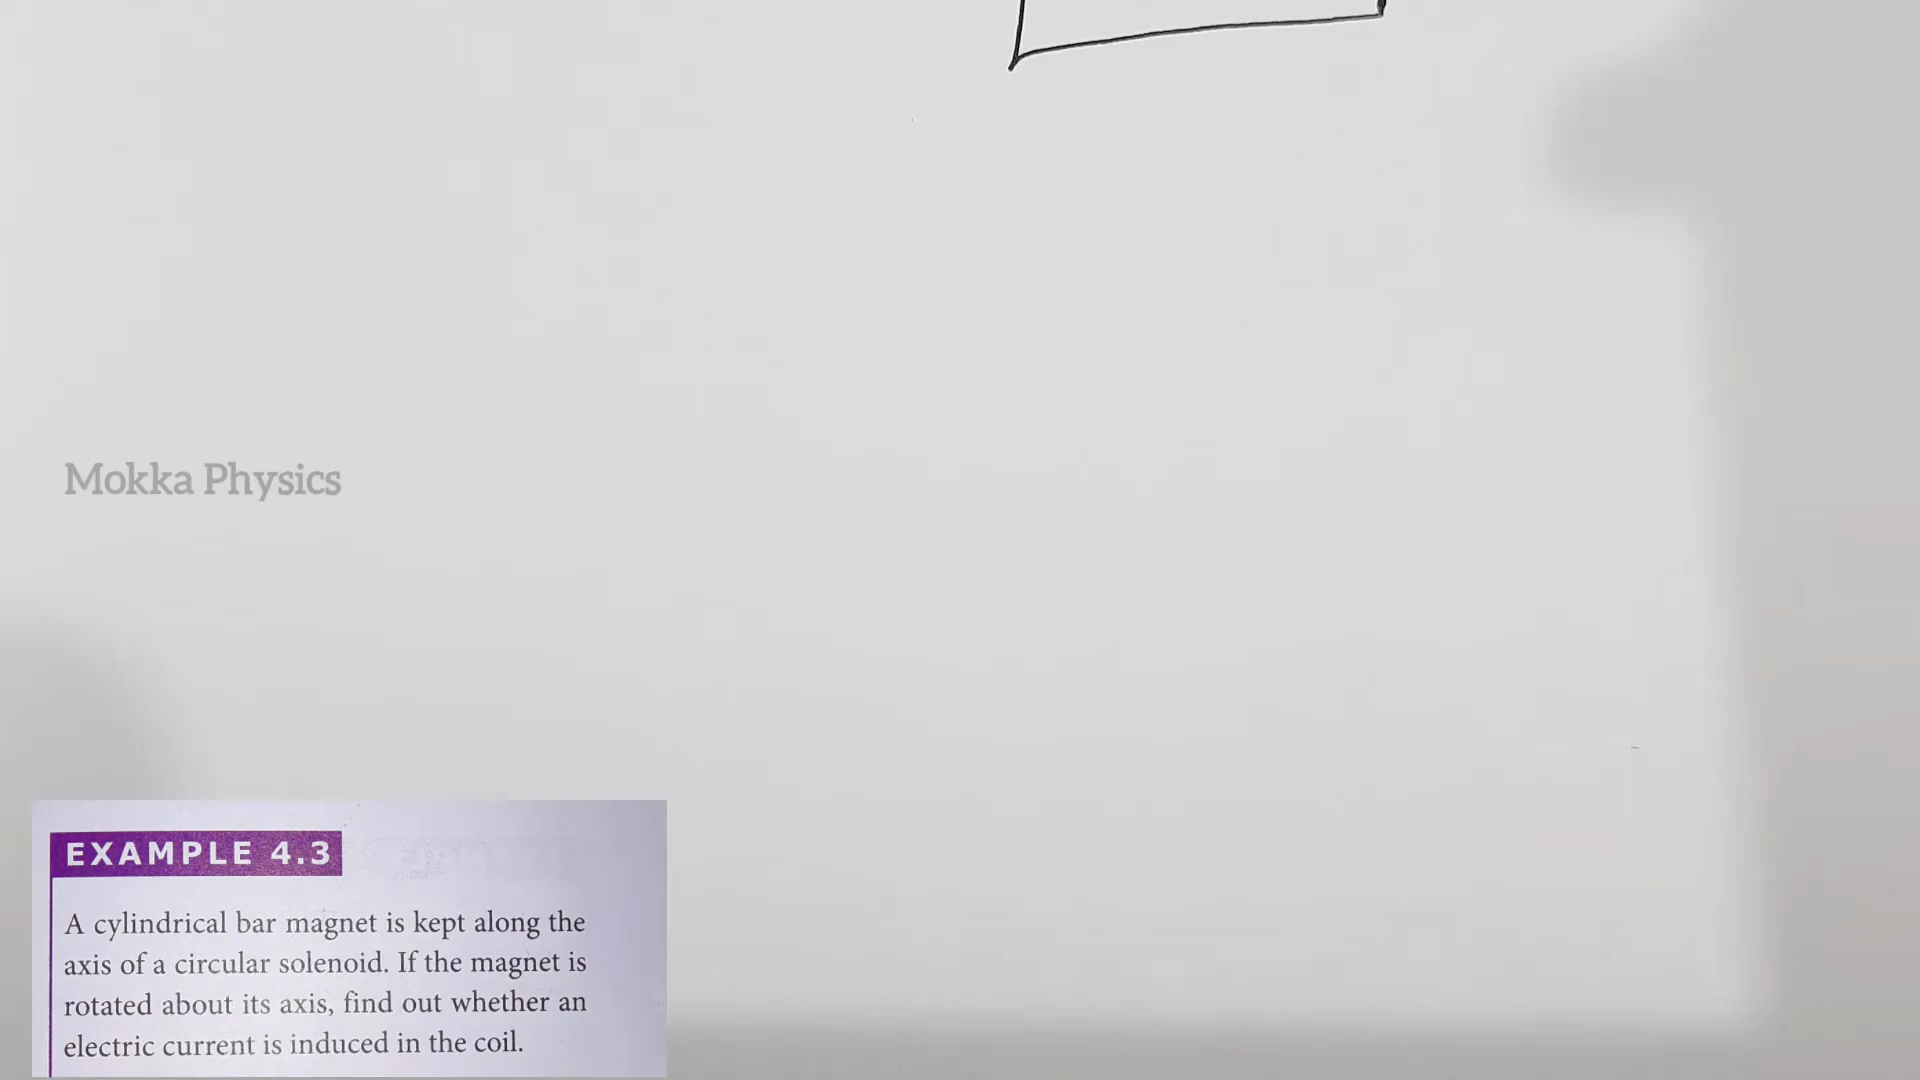 Mokka Physics
EXAMPLE 4.3
A cylindrical bar magnet is kept along the
axis of a circular solenoid. If the magnet is
rotated about its axis, find out whether an
electric current is induced in the coil.